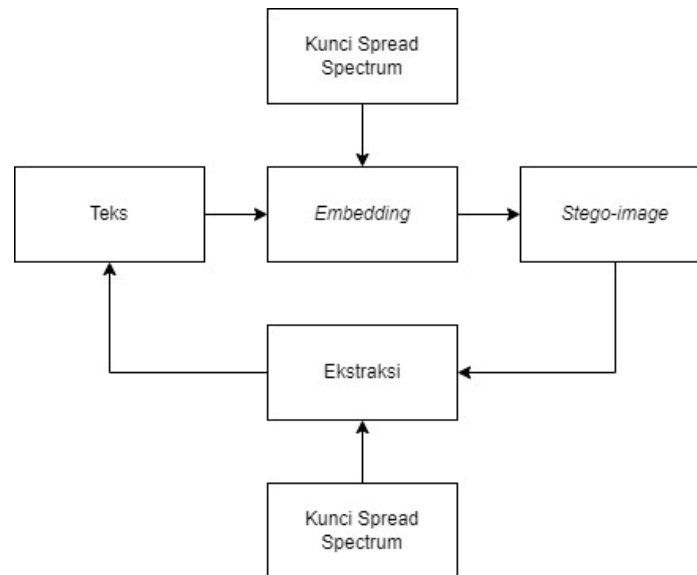 Kunci Spread
Spectrum
Teks
Embedding
Stego-image
Ekstraksi
Kunci Spread
Spectrum